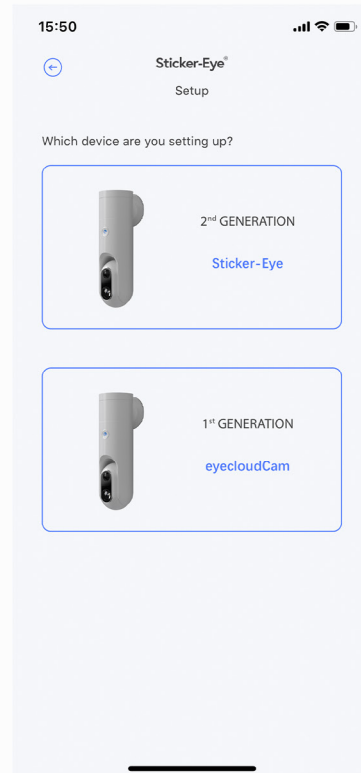 15:50
Sticker-Eye®
Setup
Which device are you setting up?
2nd GENERATION
Sticker-Eye
1st GENERATION
eyecloudCam